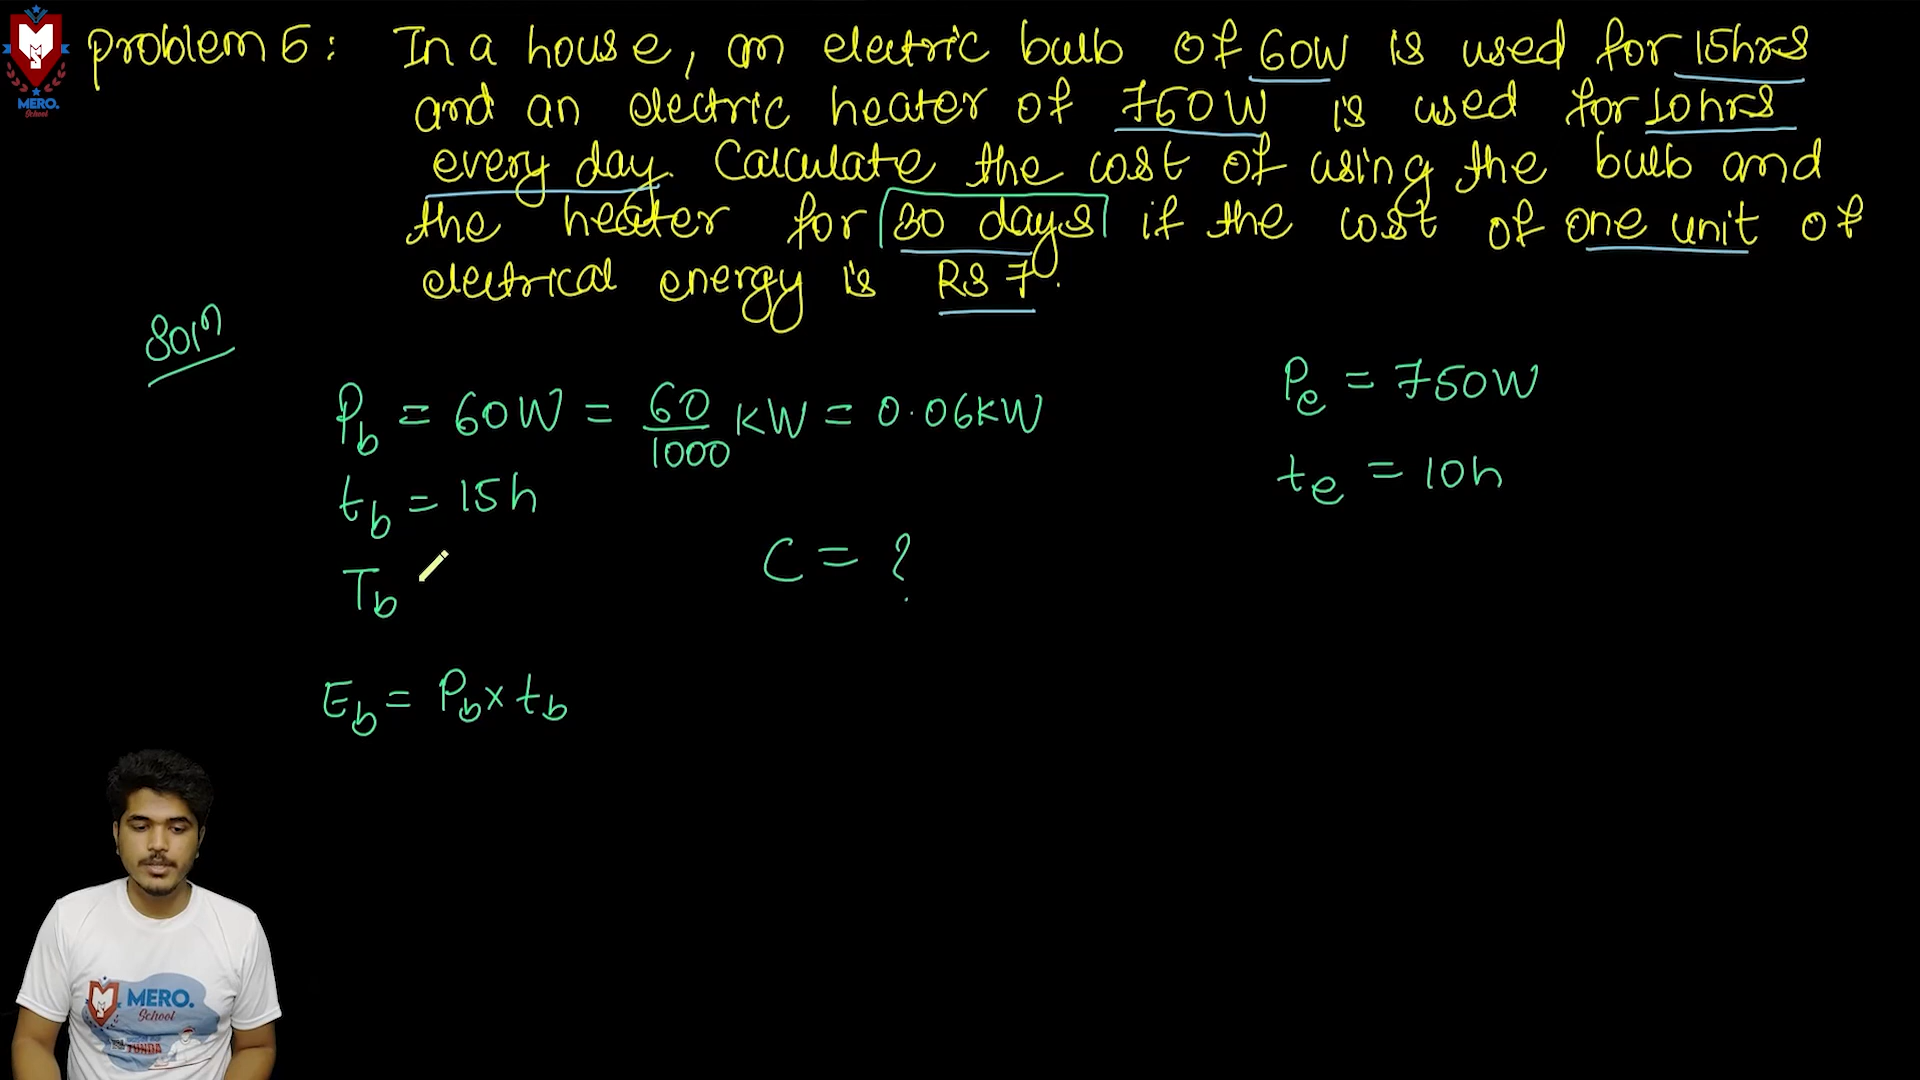 MERO.
School
problem 5: In a house, an electric bulb of 60W is used for 15hrs
and an electric heater of 750W is used for 10hrs
every day. Calculate the cost of using the bulb and
the heater for 30 days if the cost of one unit of
electrical energy is RS 7.
Soln
Pb = 60W = 60/1000 KW = 0.06KW
Pe = 750W
tb = 15h
te = 10h
C = ?
Tb
Eb = Pb × tb
MERO.
School
TUNDA